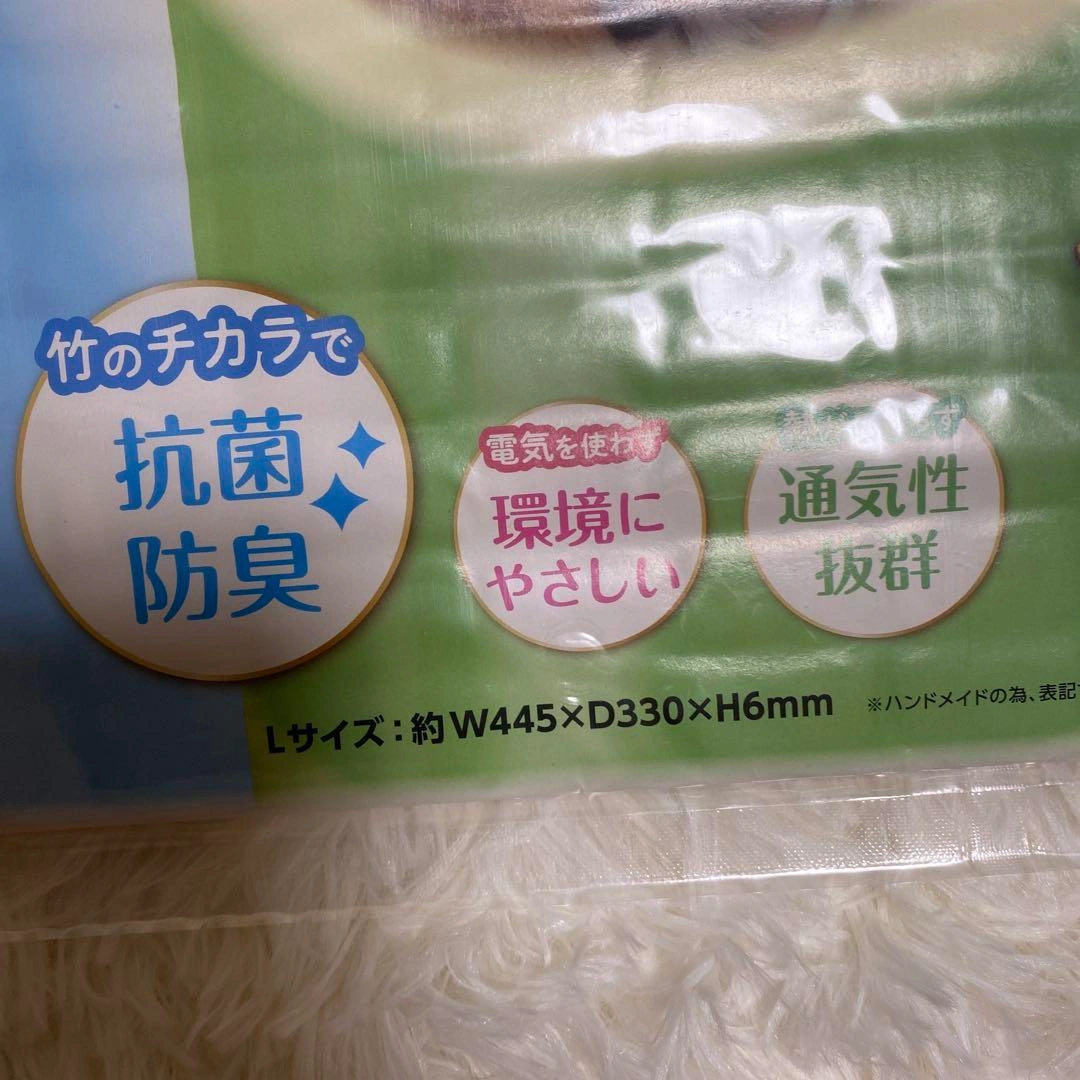 竹のチカラで
抗菌
防臭
電気を使わず
環境に
やさしい
通気性
抜群
Lサイズ:約W445×D330×H6mm
※ハンドメイドの為、表記